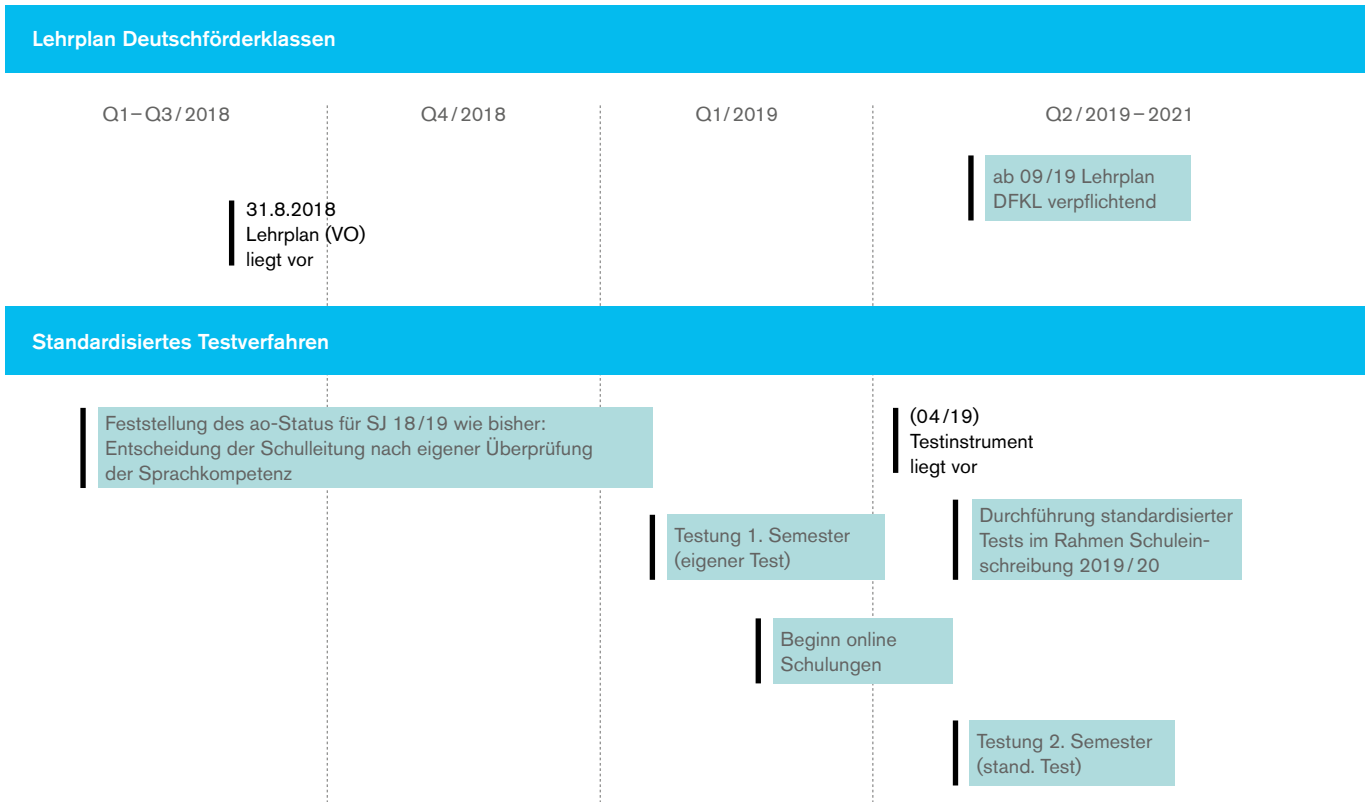 Lehrplan Deutschförderklassen
Q1–Q3/2018
Q4/2018
Q1/2019
Q2/2019–2021
ab 09/19 Lehrplan
DFKL verpflichtend
31.8.2018
Lehrplan (VO)
liegt vor
Standardisiertes Testverfahren
Feststellung des ao-Status für SJ 18/19 wie bisher:
Entscheidung der Schulleitung nach eigener Überprüfung
der Sprachkompetenz
(04/19)
Testinstrument
liegt vor
Testung 1. Semester
(eigener Test)
Durchführung standardisierter
Tests im Rahmen Schulein-
schreibung 2019/20
Beginn online
Schulungen
Testung 2. Semester
(stand. Test)